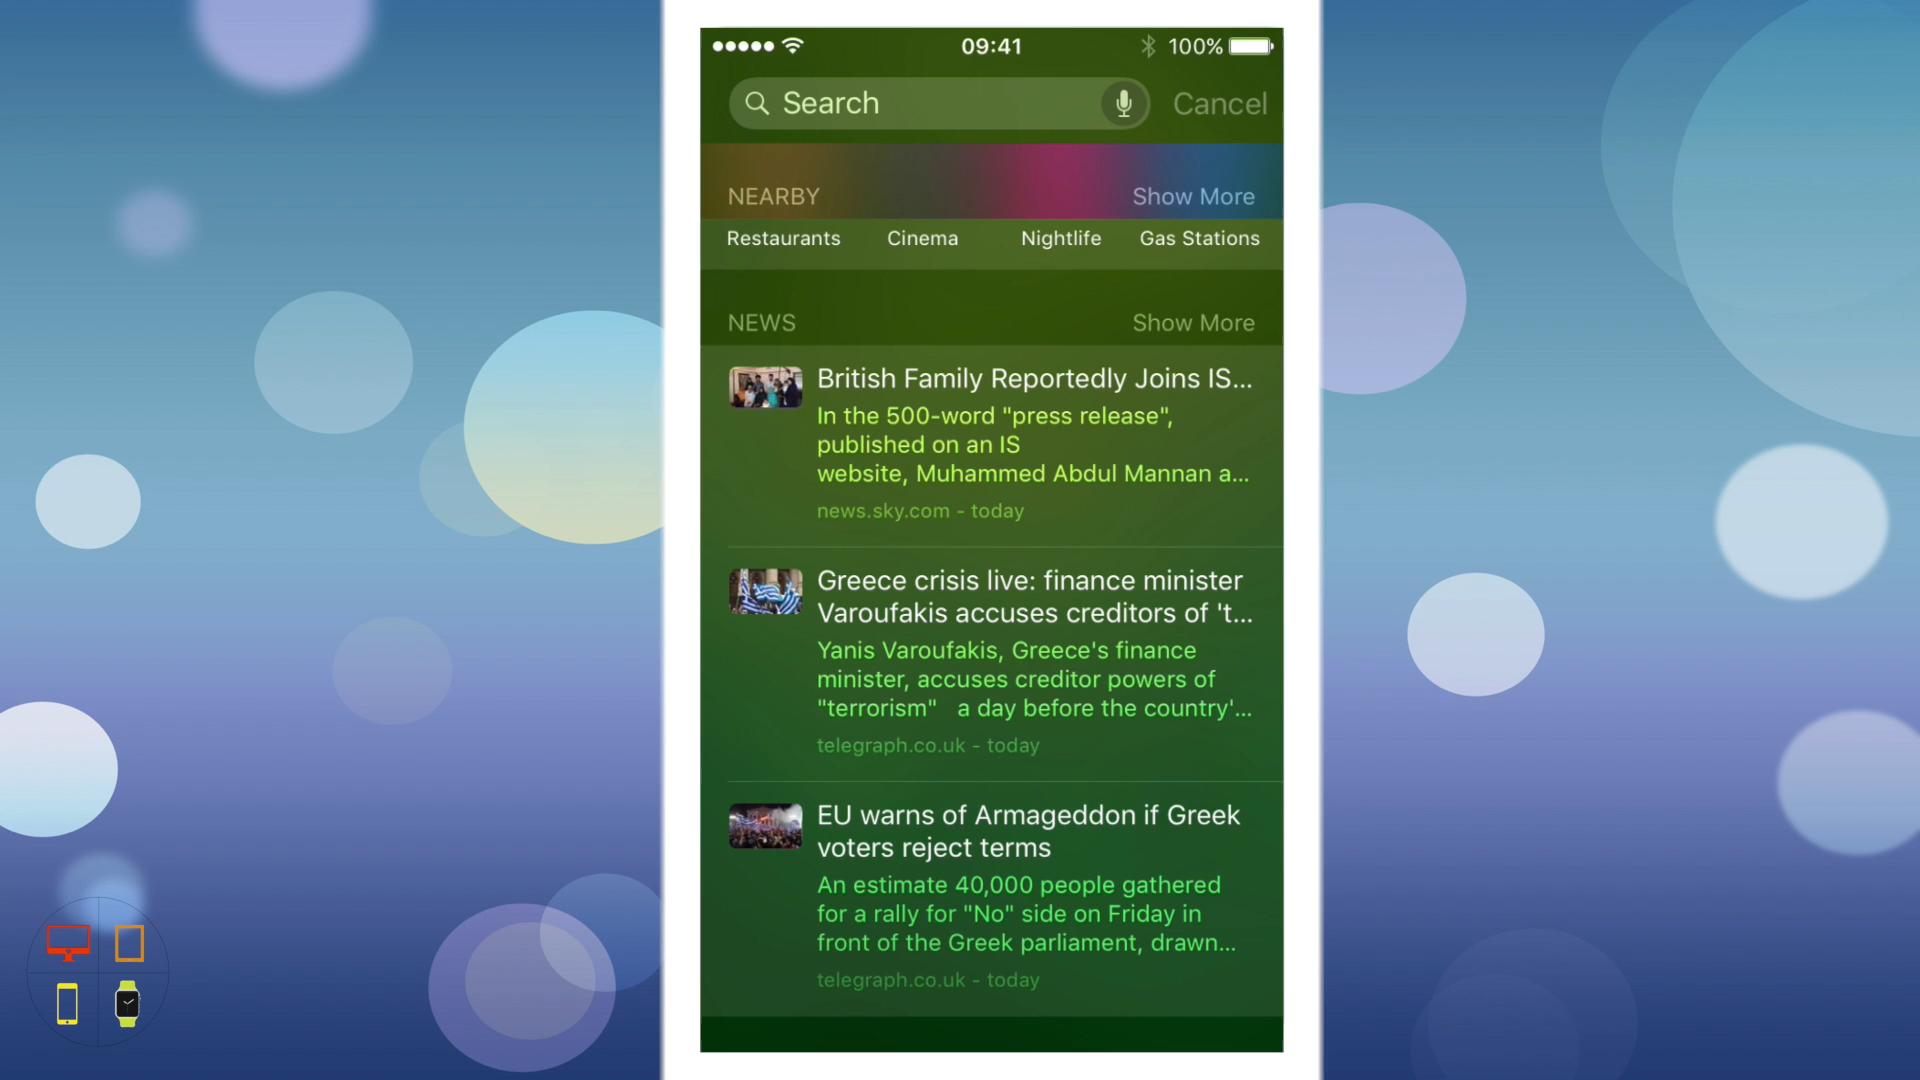 09:41 100%
Search Cancel
NEARBY Show More
Restaurants Cinema Nightlife Gas Stations
NEWS Show More
British Family Reportedly Joins IS...
In the 500-word "press release",
published on an IS
website, Muhammed Abdul Mannan a...
news.sky.com - today
Greece crisis live: finance minister
Varoufakis accuses creditors of 't...
Yanis Varoufakis, Greece's finance
minister, accuses creditor powers of
"terrorism" a day before the country'...
telegraph.co.uk - today
EU warns of Armageddon if Greek
voters reject terms
An estimate 40,000 people gathered
for a rally for "No" side on Friday in
front of the Greek parliament, drawn...
telegraph.co.uk - today